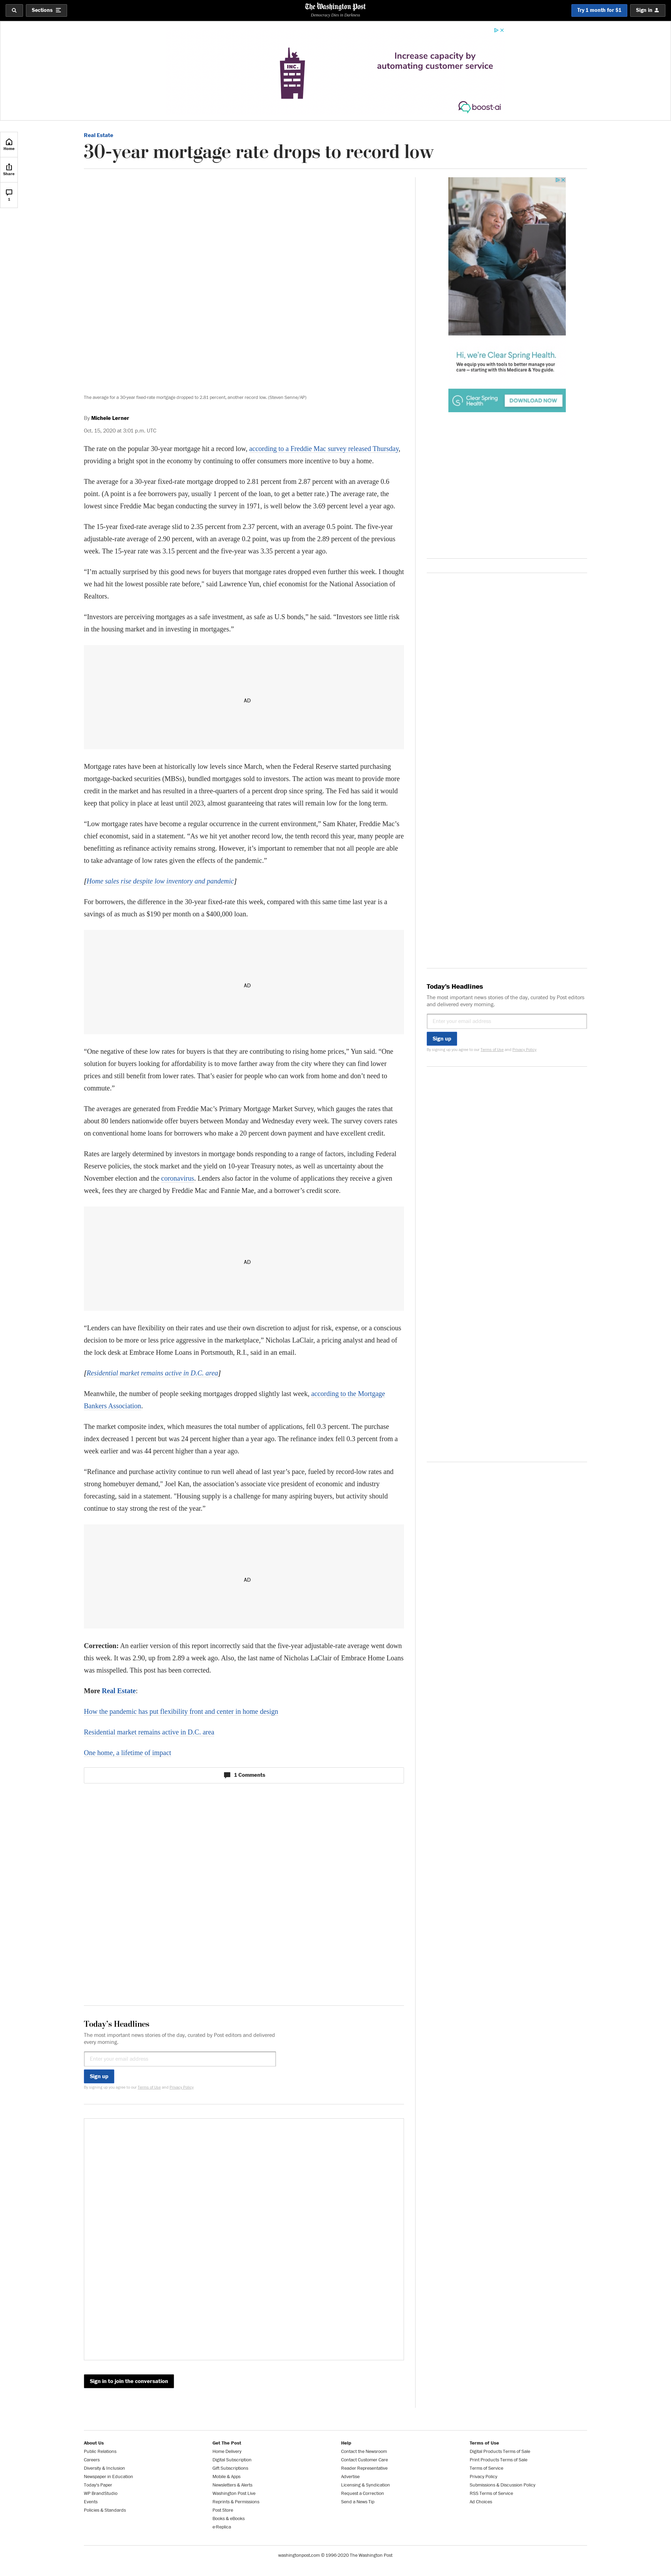 Sections
The Washington Post
Democracy Dies in Darkness
Try 1 month for $1
Sign in
INC.
Increase capacity by
automating customer service
boost·ai
Home
Share
1
Real Estate
30-year mortgage rate drops to record low
The average for a 30-year fixed-rate mortgage dropped to 2.81 percent, another record low. (Steven Senne/AP)
By Michele Lerner
Oct. 15, 2020 at 3:01 p.m. UTC
The rate on the popular 30-year mortgage hit a record low, according to a Freddie Mac survey released Thursday,
providing a bright spot in the economy by continuing to offer consumers more incentive to buy a home.
The average for a 30-year fixed-rate mortgage dropped to 2.81 percent from 2.87 percent with an average 0.6
point. (A point is a fee borrowers pay, usually 1 percent of the loan, to get a better rate.) The average rate, the
lowest since Freddie Mac began conducting the survey in 1971, is well below the 3.69 percent level a year ago.
The 15-year fixed-rate average slid to 2.35 percent from 2.37 percent, with an average 0.5 point. The five-year
adjustable-rate average of 2.90 percent, with an average 0.2 point, was up from the 2.89 percent of the previous
week. The 15-year rate was 3.15 percent and the five-year was 3.35 percent a year ago.
“I’m actually surprised by this good news for buyers that mortgage rates dropped even further this week. I thought
we had hit the lowest possible rate before,” said Lawrence Yun, chief economist for the National Association of
Realtors.
“Investors are perceiving mortgages as a safe investment, as safe as U.S bonds,” he said. “Investors see little risk
in the housing market and in investing in mortgages.”
AD
Mortgage rates have been at historically low levels since March, when the Federal Reserve started purchasing
mortgage-backed securities (MBSs), bundled mortgages sold to investors. The action was meant to provide more
credit in the market and has resulted in a three-quarters of a percent drop since spring. The Fed has said it would
keep that policy in place at least until 2023, almost guaranteeing that rates will remain low for the long term.
“Low mortgage rates have become a regular occurrence in the current environment,” Sam Khater, Freddie Mac’s
chief economist, said in a statement. “As we hit yet another record low, the tenth record this year, many people are
benefitting as refinance activity remains strong. However, it’s important to remember that not all people are able
to take advantage of low rates given the effects of the pandemic.”
[Home sales rise despite low inventory and pandemic]
For borrowers, the difference in the 30-year fixed-rate this week, compared with this same time last year is a
savings of as much as $190 per month on a $400,000 loan.
AD
“One negative of these low rates for buyers is that they are contributing to rising home prices,” Yun said. “One
solution for buyers looking for affordability is to move farther away from the city where they can find lower
prices and still benefit from lower rates. That’s easier for people who can work from home and don’t need to
commute.”
The averages are generated from Freddie Mac’s Primary Mortgage Market Survey, which gauges the rates that
about 80 lenders nationwide offer buyers between Monday and Wednesday every week. The survey covers rates
on conventional home loans for borrowers who make a 20 percent down payment and have excellent credit.
Rates are largely determined by investors in mortgage bonds responding to a range of factors, including Federal
Reserve policies, the stock market and the yield on 10-year Treasury notes, as well as uncertainty about the
November election and the coronavirus. Lenders also factor in the volume of applications they receive a given
week, fees they are charged by Freddie Mac and Fannie Mae, and a borrower’s credit score.
AD
“Lenders can have flexibility on their rates and use their own discretion to adjust for risk, expense, or a conscious
decision to be more or less price aggressive in the marketplace,” Nicholas LaClair, a pricing analyst and head of
the lock desk at Embrace Home Loans in Portsmouth, R.I., said in an email.
[Residential market remains active in D.C. area]
Meanwhile, the number of people seeking mortgages dropped slightly last week, according to the Mortgage
Bankers Association.
The market composite index, which measures the total number of applications, fell 0.3 percent. The purchase
index decreased 1 percent but was 24 percent higher than a year ago. The refinance index fell 0.3 percent from a
week earlier and was 44 percent higher than a year ago.
“Refinance and purchase activity continue to run well ahead of last year’s pace, fueled by record-low rates and
strong homebuyer demand,” Joel Kan, the association’s associate vice president of economic and industry
forecasting, said in a statement. "Housing supply is a challenge for many aspiring buyers, but activity should
continue to stay strong the rest of the year.”
AD
Correction: An earlier version of this report incorrectly said that the five-year adjustable-rate average went down
this week. It was 2.90, up from 2.89 a week ago. Also, the last name of Nicholas LaClair of Embrace Home Loans
was misspelled. This post has been corrected.
More Real Estate:
How the pandemic has put flexibility front and center in home design
Residential market remains active in D.C. area
One home, a lifetime of impact
1 Comments
Today’s Headlines
The most important news stories of the day, curated by Post editors and delivered
every morning.
Enter your email address
Sign up
By signing up you agree to our Terms of Use and Privacy Policy
Sign in to join the conversation
Hi, we’re Clear Spring Health.
We equip you with tools to better manage your
care — starting with this Medicare & You guide.
Clear Spring
Health
DOWNLOAD NOW
Today’s Headlines
The most important news stories of the day, curated by Post editors
and delivered every morning.
Enter your email address
Sign up
By signing up you agree to our Terms of Use and Privacy Policy
About Us
Public Relations
Careers
Diversity & Inclusion
Newspaper in Education
Today's Paper
WP BrandStudio
Events
Policies & Standards
Get The Post
Home Delivery
Digital Subscription
Gift Subscriptions
Mobile & Apps
Newsletters & Alerts
Washington Post Live
Reprints & Permissions
Post Store
Books & eBooks
e-Replica
Help
Contact the Newsroom
Contact Customer Care
Reader Representative
Advertise
Licensing & Syndication
Request a Correction
Send a News Tip
Terms of Use
Digital Products Terms of Sale
Print Products Terms of Sale
Terms of Service
Privacy Policy
Submissions & Discussion Policy
RSS Terms of Service
Ad Choices
washingtonpost.com © 1996-2020 The Washington Post